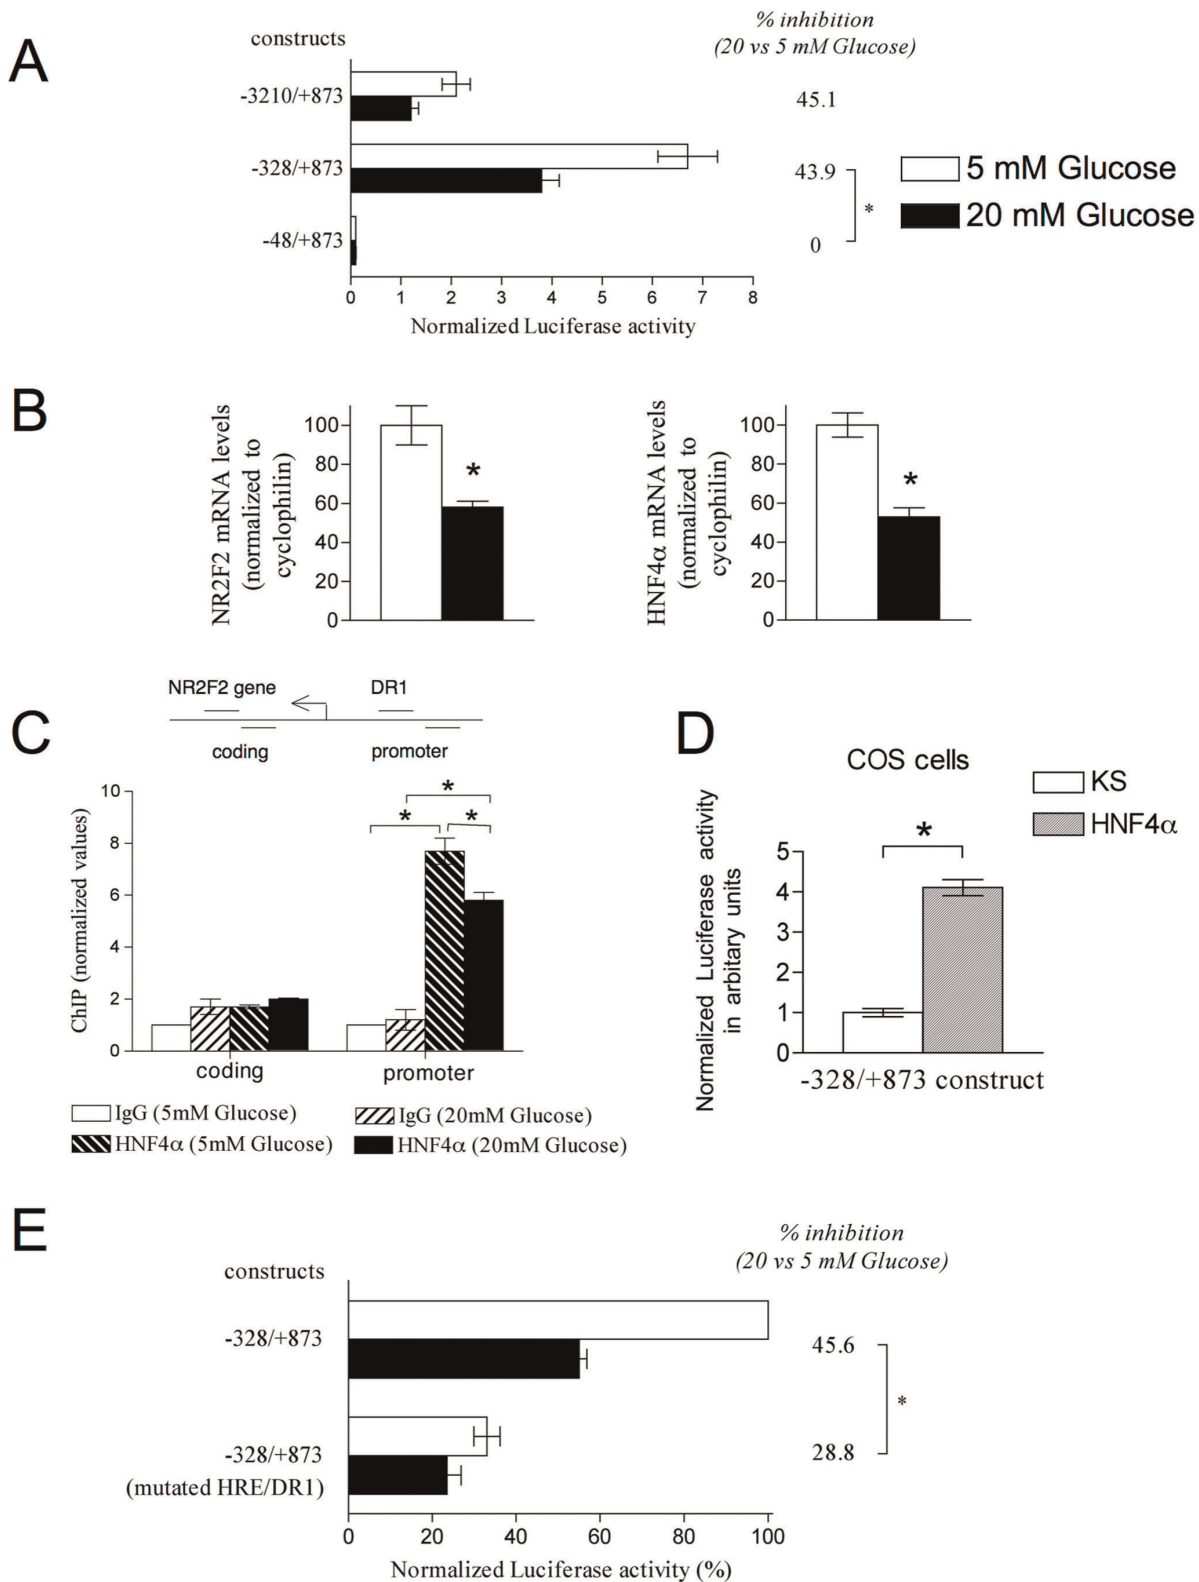 A
constructs
% inhibition
(20 vs 5 mM Glucose)
-3210/+873
45.1
-328/+873
43.9
5 mM Glucose
*
20 mM Glucose
-48/+873
0
0 1 2 3 4 5 6 7 8
Normalized Luciferase activity
B
NR2F2 mRNA levels
(normalized to
cyclophilin)
100
80
60
40
20
0
*
HNF4α mRNA levels
(normalized to
cyclophilin)
100
80
60
40
20
0
*
C
NR2F2 gene
DR1
coding
promoter
ChIP (normalized values)
10
8
6
4
2
0
*
* *
coding
promoter
IgG (5mM Glucose)
IgG (20mM Glucose)
HNF4α (5mM Glucose)
HNF4α (20mM Glucose)
D
COS cells
KS
HNF4α
Normalized Luciferase activity
in arbitary units
5
4
3
2
1
0
*
-328/+873 construct
E
constructs
% inhibition
(20 vs 5 mM Glucose)
-328/+873
45.6
*
-328/+873
(mutated HRE/DR1)
28.8
0 20 40 60 80 100
Normalized Luciferase activity (%)